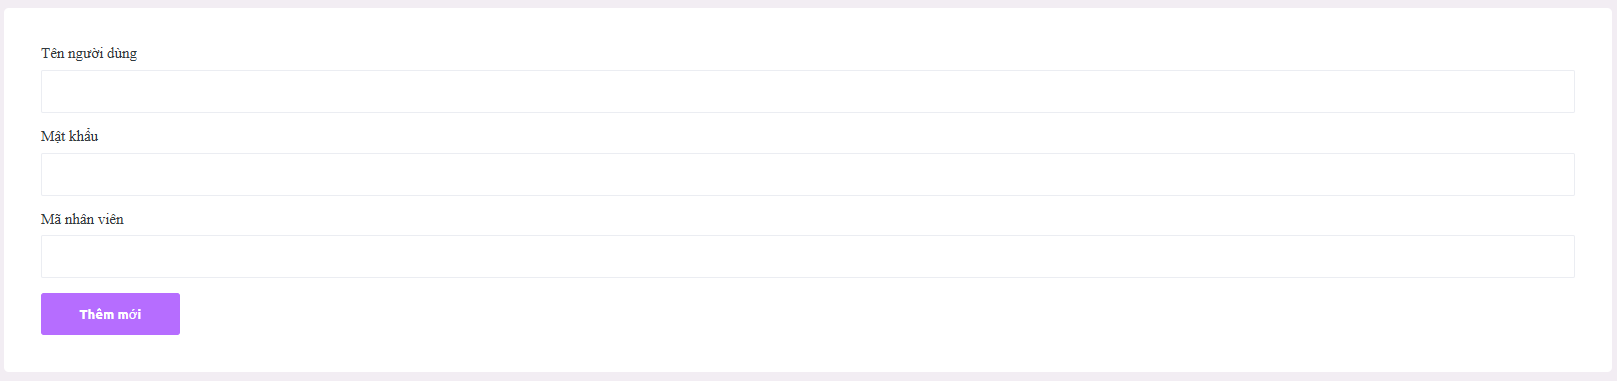 Tên người dùng
Mật khẩu
Mã nhân viên
Thêm mới